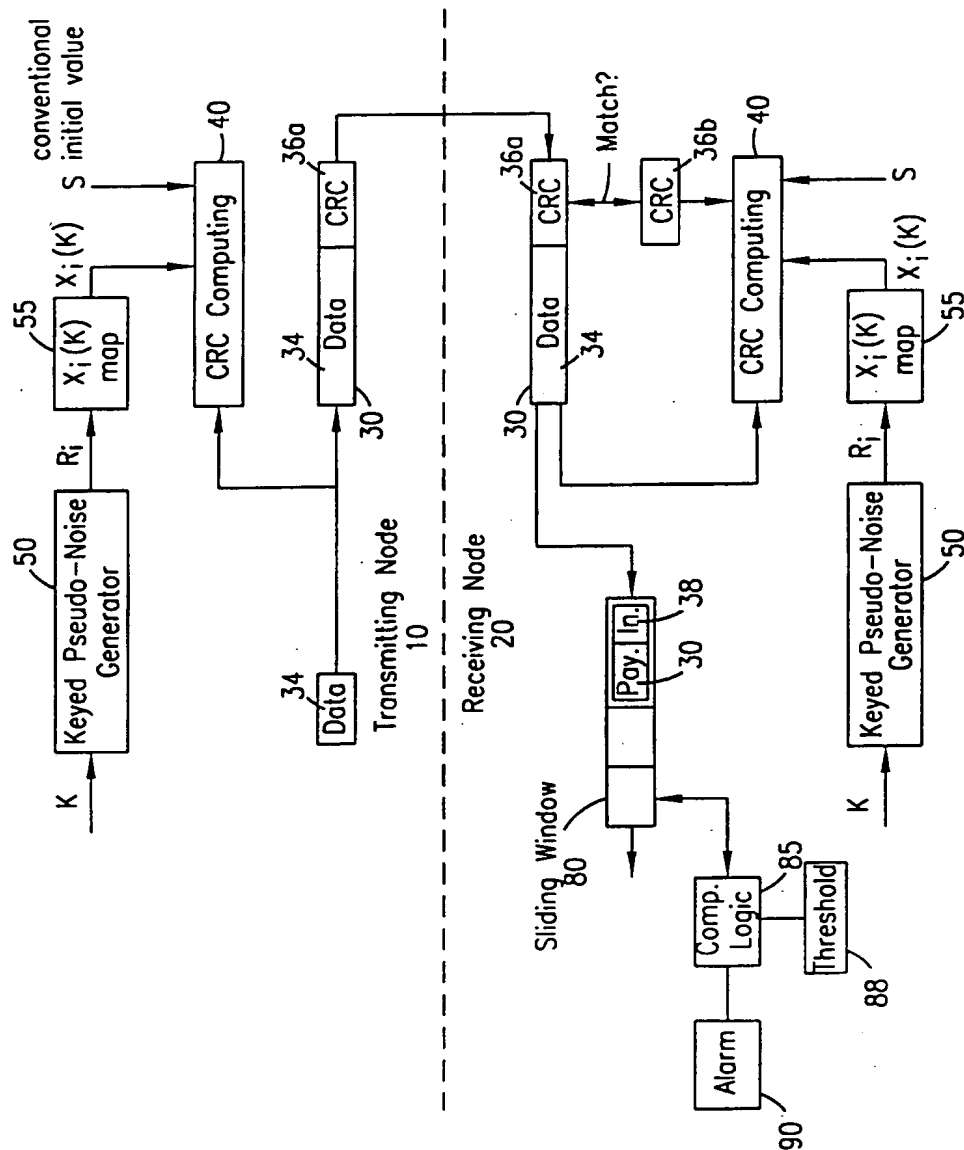 conventional
initial value
S
40
55
Xi(K)
map
Xi(K)
Ri
50
Keyed Pseudo-Noise
Generator
K
CRC Computing
36a
CRC
34
Data
30
34
Data
Transmitting Node
10
Receiving Node
20
36a
CRC
Data
34
30
Match?
36b
CRC
40
CRC Computing
S
Xi(K)
55
Xi(K)
map
Ri
50
Keyed Pseudo-Noise
Generator
K
Pay.
In.
38
30
Sliding Window
80
85
Comp.
Logic
Threshold
88
Alarm
90